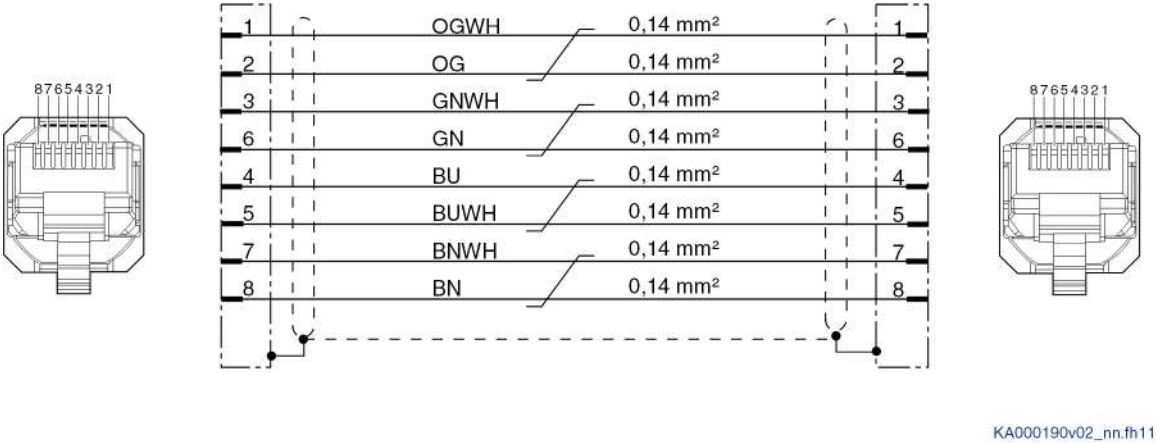 1 OGWH 0,14 mm² 1
2 OG 0,14 mm² 2
87654321 87654321
3 GNWH 0,14 mm² 3
6 GN 0,14 mm² 6
4 BU 0,14 mm² 4
5 BUWH 0,14 mm² 5
7 BNWH 0,14 mm² 7
8 BN 0,14 mm² 8
KA000190v02_nn.fh11